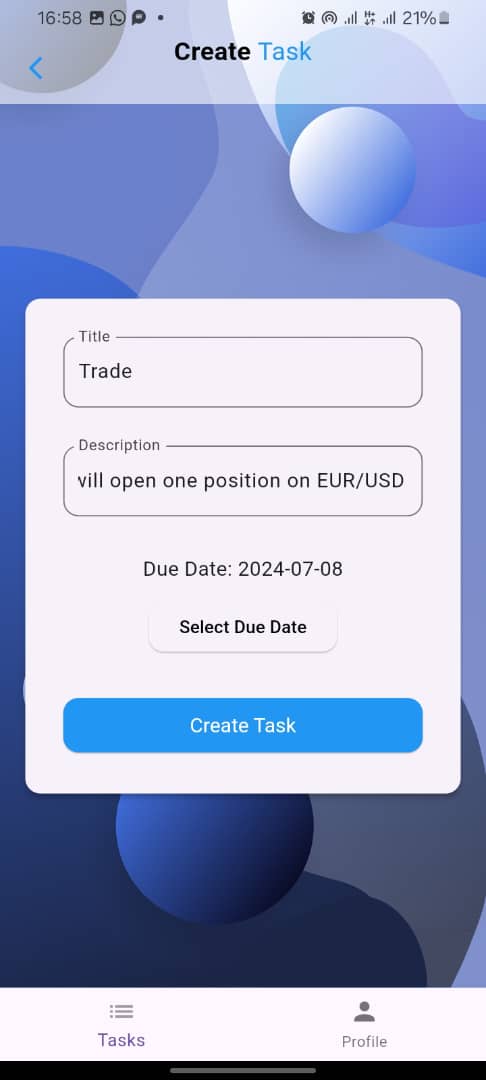 16:58
21%
Create Task
Title
Trade
Description
will open one position on EUR/USD
Due Date: 2024-07-08
Select Due Date
Create Task
Tasks
Profile